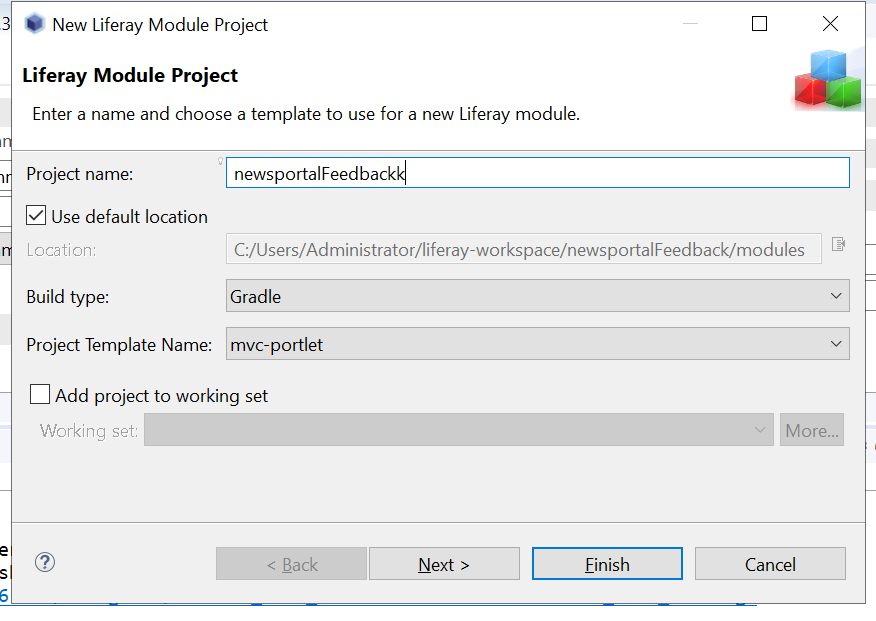 New Liferay Module Project
Liferay Module Project
Enter a name and choose a template to use for a new Liferay module.
Project name: newsportalFeedbackk
Use default location
Location: C:/Users/Administrator/liferay-workspace/newsportalFeedback/modules
Build type: Gradle
Project Template Name: mvc-portlet
Add project to working set
Working set: More...
< Back Next > Finish Cancel